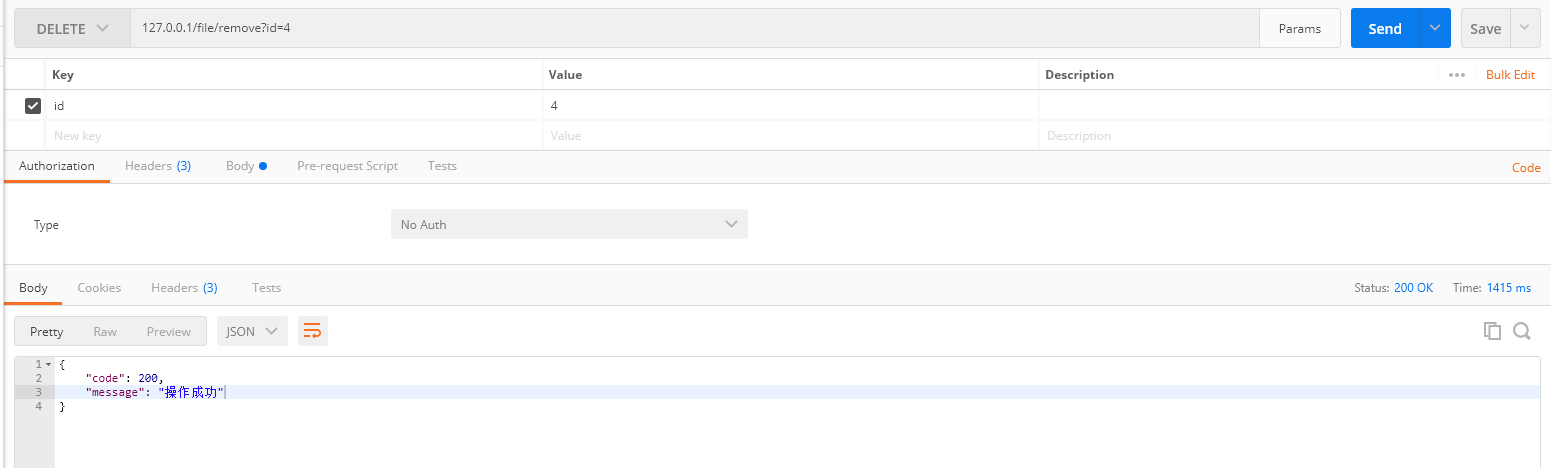 DELETE 127.0.0.1/file/remove?id=4 Params Send Save
Key Value Description ••• Bulk Edit
id 4
New key Value Description
Authorization Headers (3) Body Pre-request Script Tests Code
Type No Auth
Body Cookies Headers (3) Tests Status: 200 OK Time: 1415 ms
Pretty Raw Preview JSON
1 {
2 "code": 200,
3 "message": "操作成功"
4 }